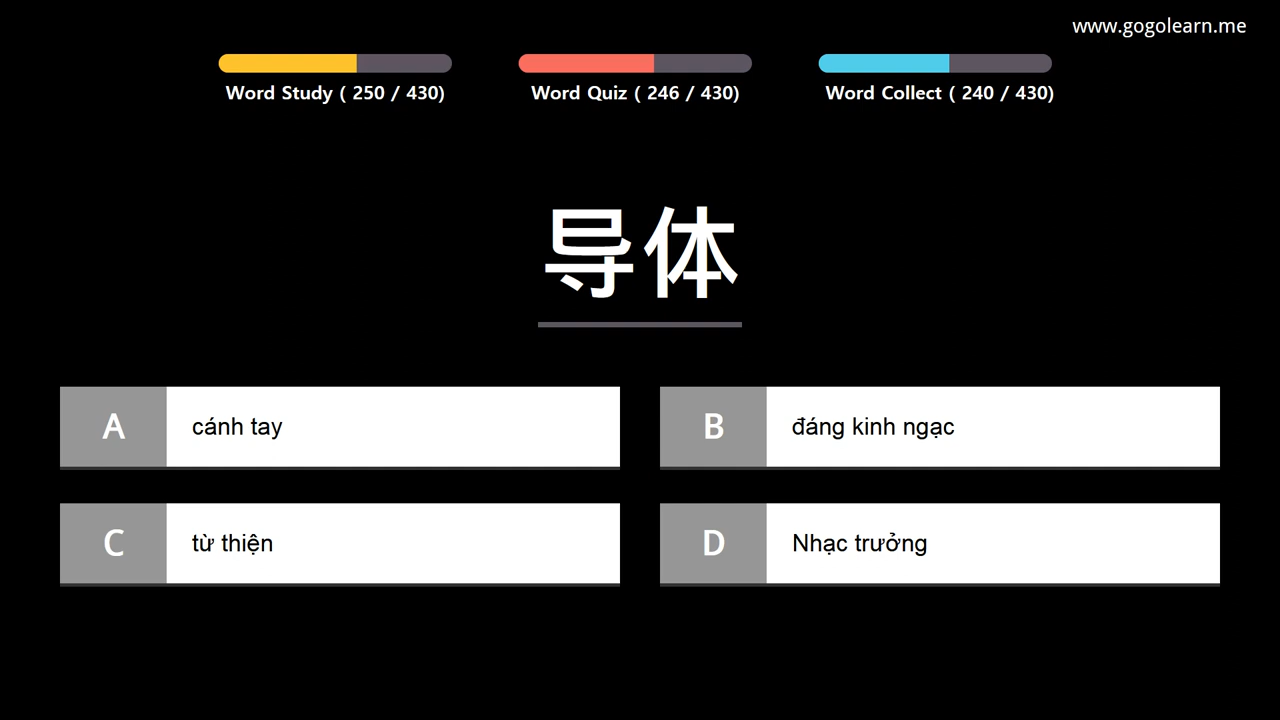 www.gogolearn.me
Word Study ( 250 / 430)
Word Quiz ( 246 / 430)
Word Collect ( 240 / 430)
导体
A cánh tay
B đáng kinh ngạc
C từ thiện
D Nhạc trưởng